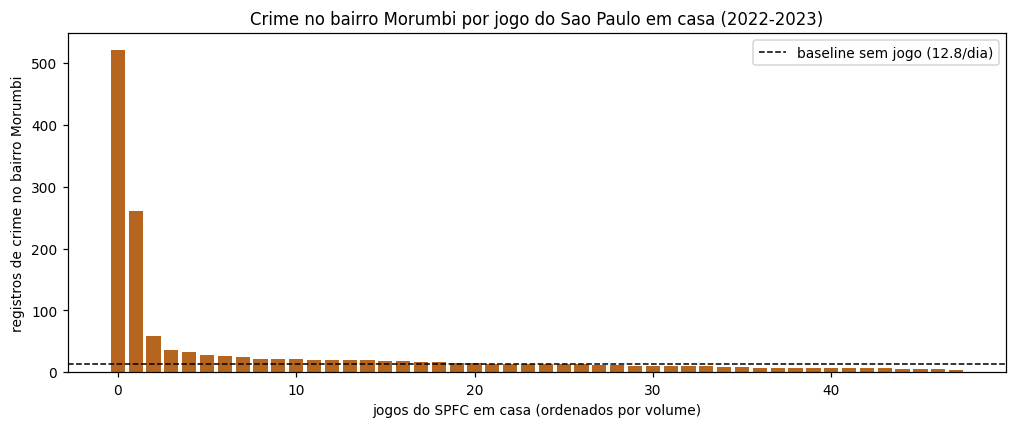 Crime no bairro Morumbi por jogo do Sao Paulo em casa (2022-2023)
baseline sem jogo (12.8/dia)
registros de crime no bairro Morumbi
500
400
300
200
100
0
0 10 20 30 40
jogos do SPFC em casa (ordenados por volume)